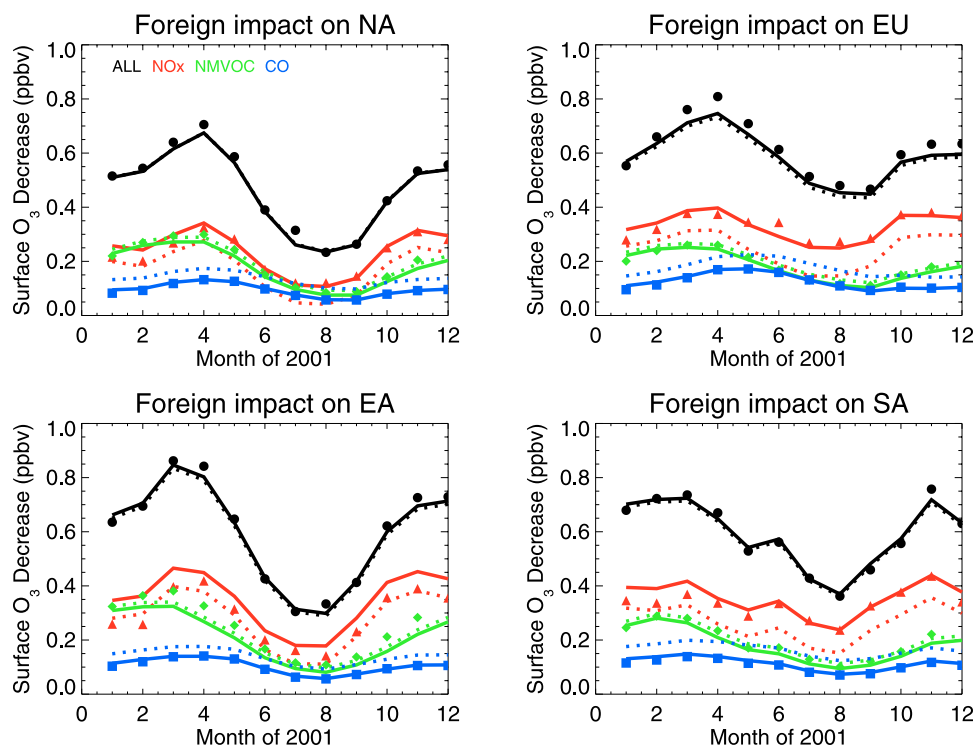 Foreign impact on NA
Surface O3 Decrease (ppbv)
1.0
0.8
0.6
0.4
0.2
0.0
ALL NOx NMVOC CO
0 2 4 6 8 10 12
Month of 2001
Foreign impact on EU
Surface O3 Decrease (ppbv)
1.0
0.8
0.6
0.4
0.2
0.0
0 2 4 6 8 10 12
Month of 2001
Foreign impact on EA
Surface O3 Decrease (ppbv)
1.0
0.8
0.6
0.4
0.2
0.0
0 2 4 6 8 10 12
Month of 2001
Foreign impact on SA
Surface O3 Decrease (ppbv)
1.0
0.8
0.6
0.4
0.2
0.0
0 2 4 6 8 10 12
Month of 2001